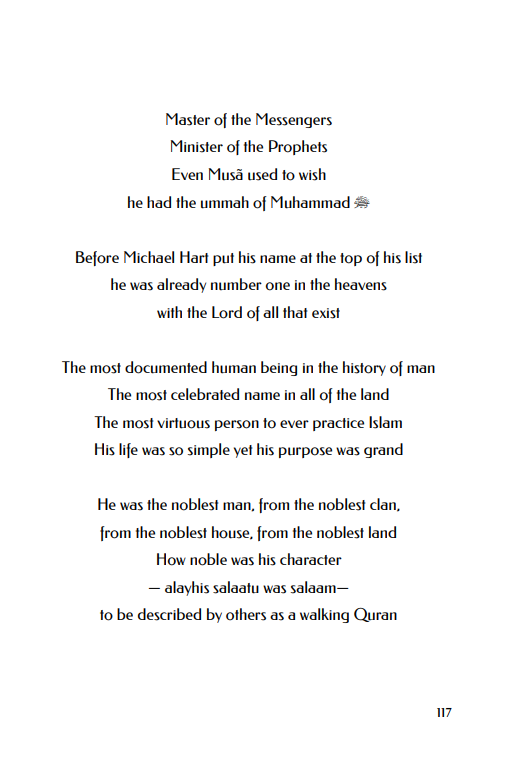 Master of the Messengers
Minister of the Prophets
Even Musã used to wish
he had the ummah of Muhammad ﷺ
Before Michael Hart put his name at the top of his list
he was already number one in the heavens
with the Lord of all that exist
The most documented human being in the history of man
The most celebrated name in all of the land
The most virtuous person to ever practice Islam
His life was so simple yet his purpose was grand
He was the noblest man, from the noblest clan,
from the noblest house, from the noblest land
How noble was his character
— alayhis salaatu was salaam—
to be described by others as a walking Quran
117